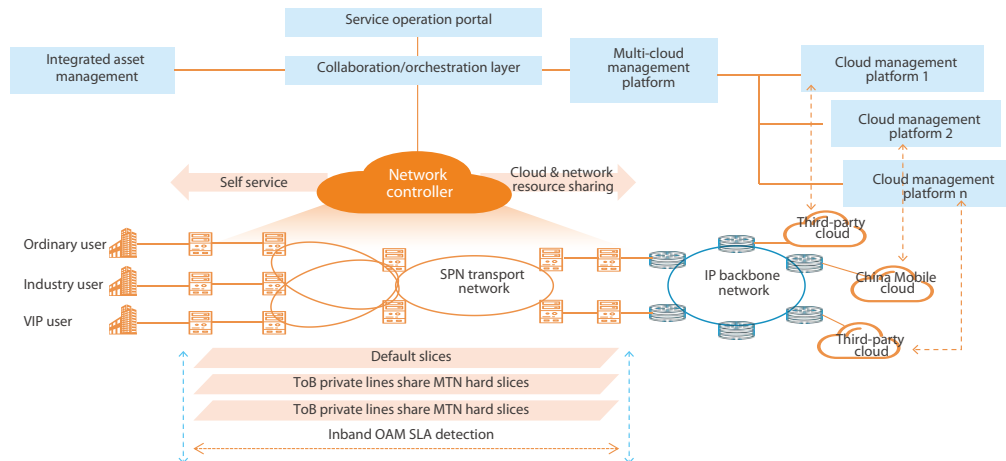 Service operation portal
Integrated asset
management
Collaboration/orchestration layer
Multi-cloud
management
platform
Cloud management
platform 1
Cloud management
platform 2
Cloud management
platform n
Self service
Network
controller
Cloud & network
resource sharing
Third-party
cloud
Ordinary user
Industry user
VIP user
SPN transport
network
IP backbone
network
China Mobile
cloud
Third-party
cloud
Default slices
ToB private lines share MTN hard slices
ToB private lines share MTN hard slices
Inband OAM SLA detection